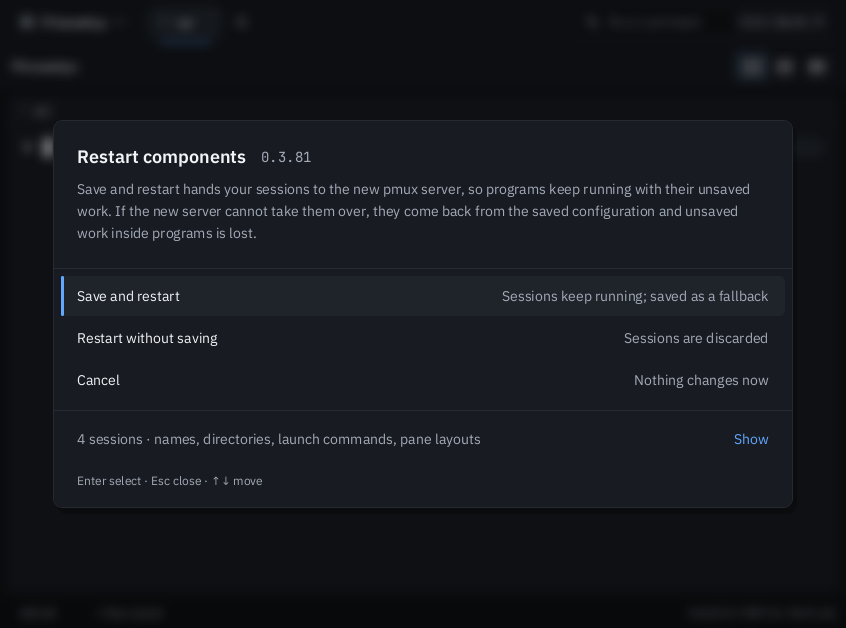 Restart components 0.3.81
Save and restart hands your sessions to the new pmux server, so programs keep running with their unsaved
work. If the new server cannot take them over, they come back from the saved configuration and unsaved
work inside programs is lost.
Save and restart Sessions keep running; saved as a fallback
Restart without saving Sessions are discarded
Cancel Nothing changes now
4 sessions · names, directories, launch commands, pane layouts Show
Enter select · Esc close · ↑↓ move